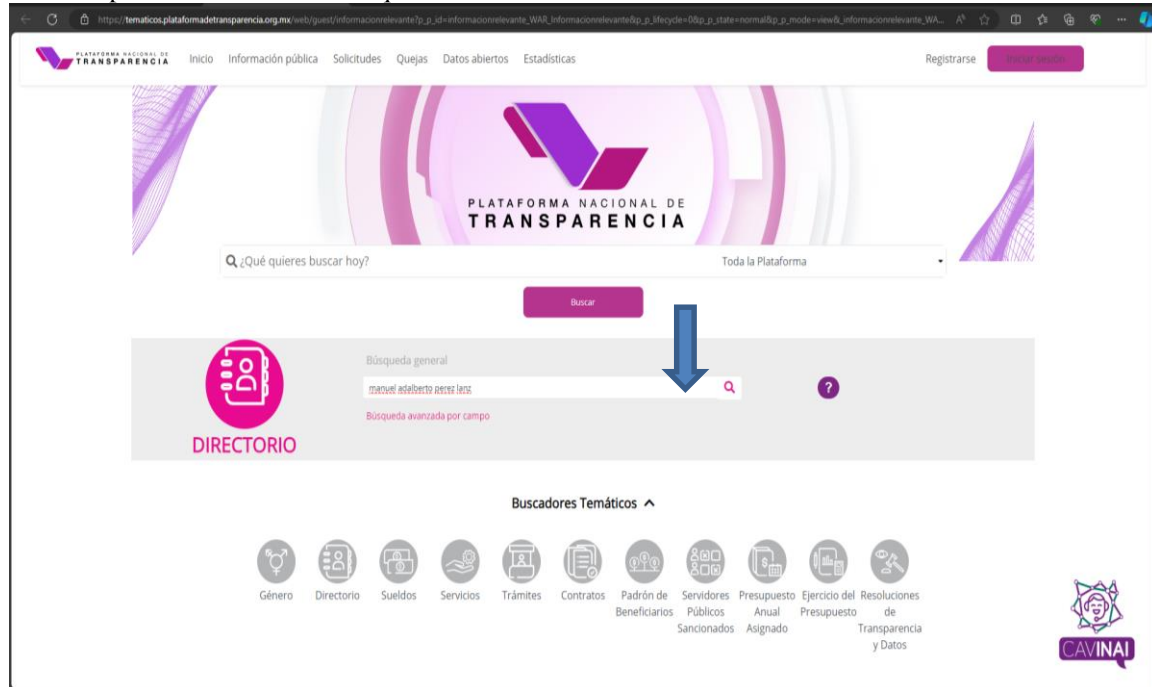 https://tematicos.plataformadetransparencia.org.mx/web/guest/informacionrelevante?p_p_id=informacionrelevante_WAR_Informacionrelevante&p_p_lifecycle=0&p_p_state=normal&p_p_mode=view&_informacionrelevante_WA...
PLATAFORMA NACIONAL DE
TRANSPARENCIA
Inicio Información pública Solicitudes Quejas Datos abiertos Estadísticas Registrarse Iniciar sesión
PLATAFORMA NACIONAL DE
TRANSPARENCIA
¿Qué quieres buscar hoy? Toda la Plataforma
Buscar
Búsqueda general
manuel adalberto perez lanz
?
Búsqueda avanzada por campo
DIRECTORIO
Buscadores Temáticos
Género Directorio Sueldos Servicios Trámites Contratos Padrón de Servidores Presupuesto Ejercicio del Resoluciones
Beneficiarios Públicos Anual Presupuesto de
Sancionados Asignado Transparencia
y Datos
CAVINAI